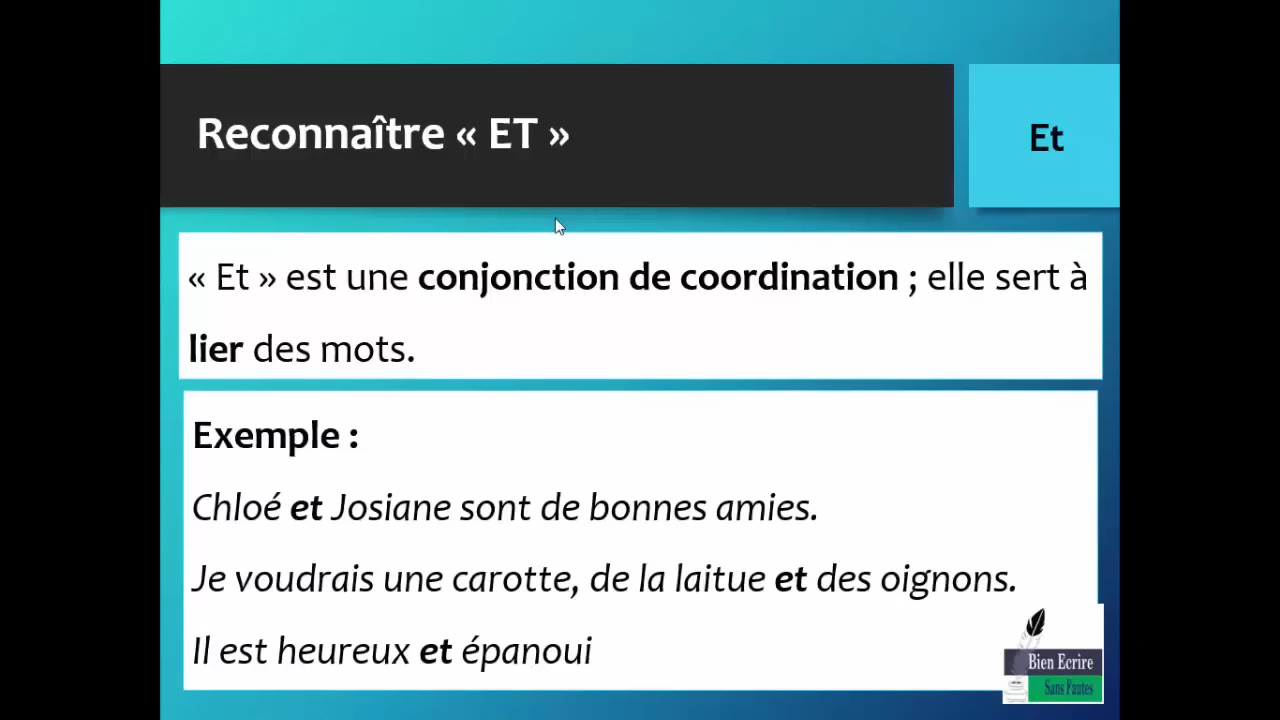 Reconnaître « ET »
Et
« Et » est une conjonction de coordination ; elle sert à
lier des mots.
Exemple :
Chloé et Josiane sont de bonnes amies.
Je voudrais une carotte, de la laitue et des oignons.
Il est heureux et épanoui
Bien Ecrire
Sans Fautes